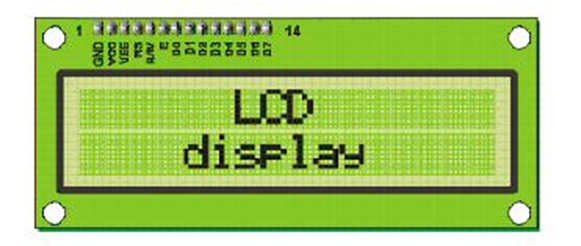 1 14
GND VDD VEE RS R/W E D0 D1 D2 D3 D4 D5 D6 D7
LCD
display